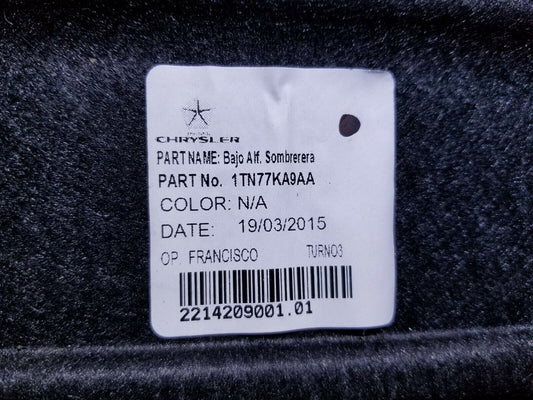 CHRYSLER
PART NAME: Bajo Alf. Sombrerera
PART No. 1TN77KA9AA
COLOR: N/A
DATE: 19/03/2015
OP FRANCISCO TURNO3
2214209001.01